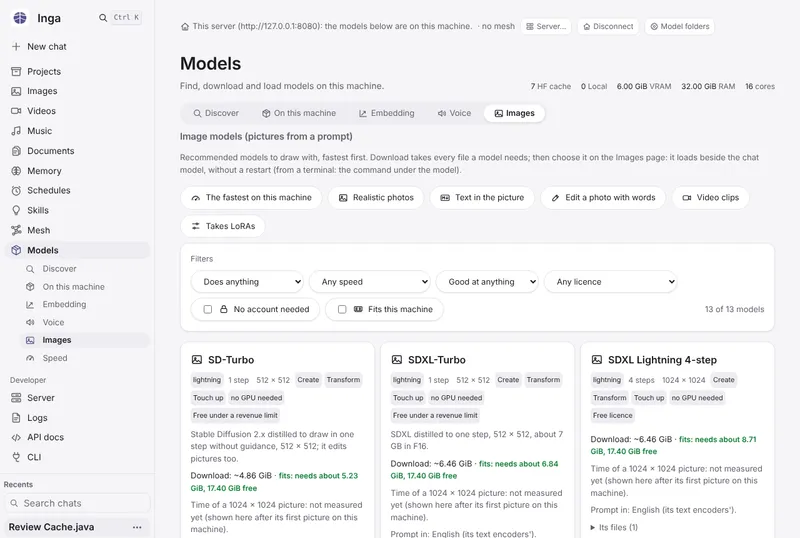 Inga
Ctrl K
New chat
Projects
Images
Videos
Music
Documents
Memory
Schedules
Skills
Mesh
Models
Discover
On this machine
Embedding
Voice
Images
Speed
Developer
Server
Logs
API docs
CLI
Recents
Search chats
Review Cache.java
This server (http://127.0.0.1:8080): the models below are on this machine. · no mesh
Server...
Disconnect
Model folders
Models
Find, download and load models on this machine.
7 HF cache 0 Local 6.00 GiB VRAM 32.00 GiB RAM 16 cores
Discover
On this machine
Embedding
Voice
Images
Image models (pictures from a prompt)
Recommended models to draw with, fastest first. Download takes every file a model needs; then choose it on the Images page: it loads beside the chat
model, without a restart (from a terminal: the command under the model).
The fastest on this machine
Realistic photos
Text in the picture
Edit a photo with words
Video clips
Takes LoRAs
Filters
Does anything
Any speed
Good at anything
Any licence
No account needed
Fits this machine
13 of 13 models
SD-Turbo
lightning 1 step 512 × 512 Create Transform
Touch up no GPU needed
Free under a revenue limit
Stable Diffusion 2.x distilled to draw in one
step without guidance, 512 × 512; it edits
pictures too.
Download: ~4.86 GiB · fits: needs about 5.23
GiB, 17.40 GiB free
Time of a 1024 × 1024 picture: not measured
yet (shown here after its first picture on this
machine).
SDXL-Turbo
lightning 1 step 512 × 512 Create Transform
Touch up no GPU needed
Free under a revenue limit
SDXL distilled to one step, 512 × 512, about 7
GB in F16.
Download: ~6.46 GiB · fits: needs about 6.84
GiB, 17.40 GiB free
Time of a 1024 × 1024 picture: not measured
yet (shown here after its first picture on this
machine).
Prompt in: English (its text encoders').
SDXL Lightning 4-step
lightning 4 steps 1024 × 1024 Create
Transform Touch up no GPU needed
Free licence
Download: ~6.46 GiB · fits: needs about 8.71
GiB, 17.40 GiB free
Time of a 1024 × 1024 picture: not measured
yet (shown here after its first picture on this
machine).
Prompt in: English (its text encoders').
Its files (1)